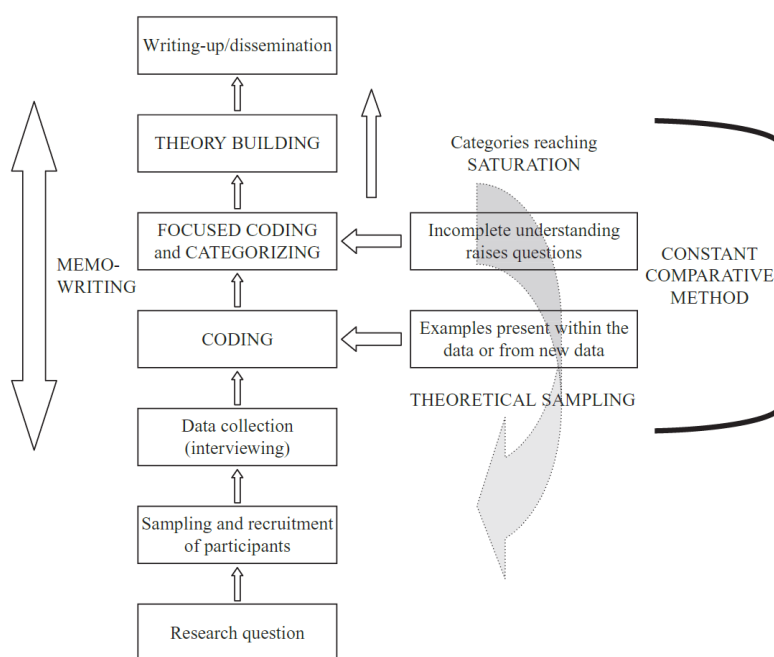 Writing-up/dissemination
THEORY BUILDING
Categories reaching
SATURATION
FOCUSED CODING
and CATEGORIZING
Incomplete understanding
raises questions
MEMO-
WRITING
CONSTANT
COMPARATIVE
METHOD
CODING
Examples present within the
data or from new data
THEORETICAL SAMPLING
Data collection
(interviewing)
Sampling and recruitment
of participants
Research question